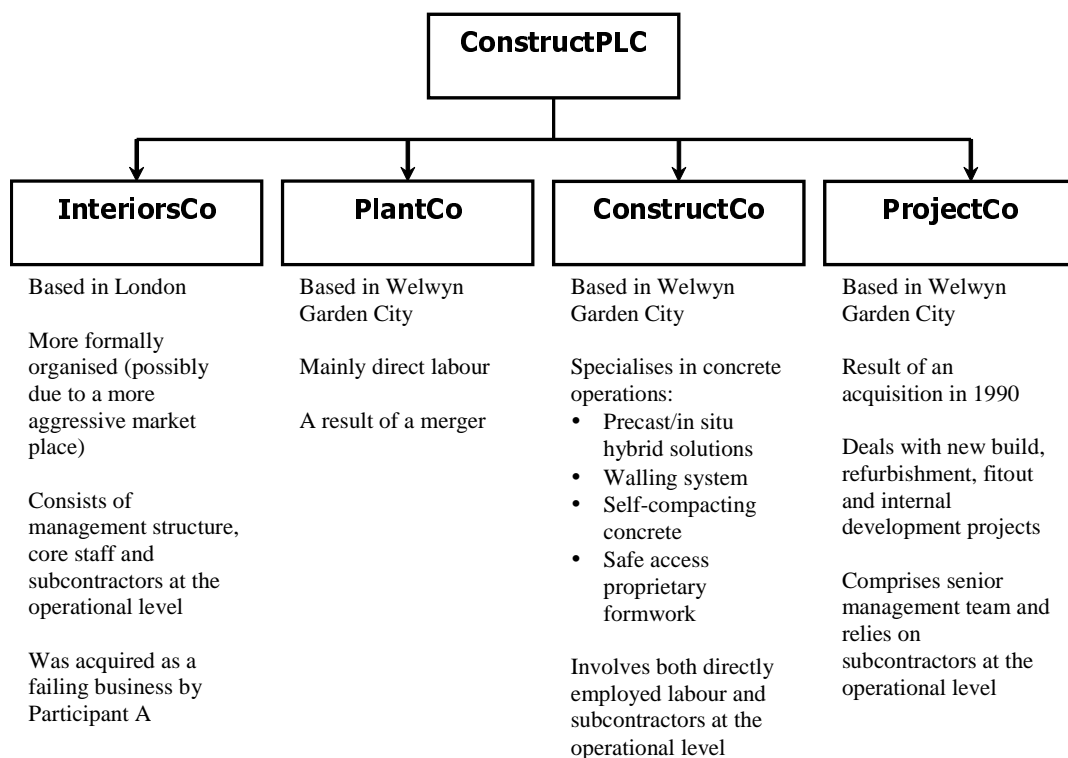 ConstructPLC
InteriorsCo
PlantCo
ConstructCo
ProjectCo
Based in London
More formally
organised (possibly
due to a more
aggressive market
place)
Consists of
management structure,
core staff and
subcontractors at the
operational level
Was acquired as a
failing business by
Participant A
Based in Welwyn
Garden City
Mainly direct labour
A result of a merger
Based in Welwyn
Garden City
Specialises in concrete
operations:
• Precast/in situ
hybrid solutions
• Walling system
• Self-compacting
concrete
• Safe access
proprietary
formwork
Involves both directly
employed labour and
subcontractors at the
operational level
Based in Welwyn
Garden City
Result of an
acquisition in 1990
Deals with new build,
refurbishment, fitout
and internal
development projects
Comprises senior
management team and
relies on
subcontractors at the
operational level